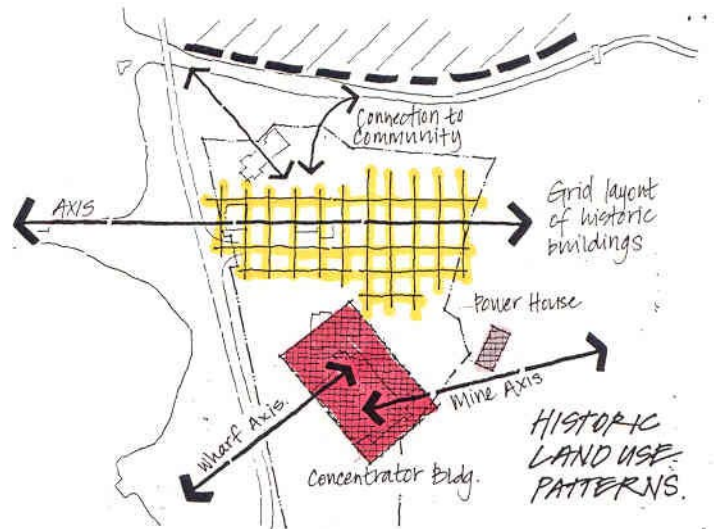 Connection to
Community
AXIS
Grid layout
of historic
buildings
Power House
Mine Axis
Wharf Axis.
Concentrator Bldg.
HISTORIC
LAND USE
PATTERNS.